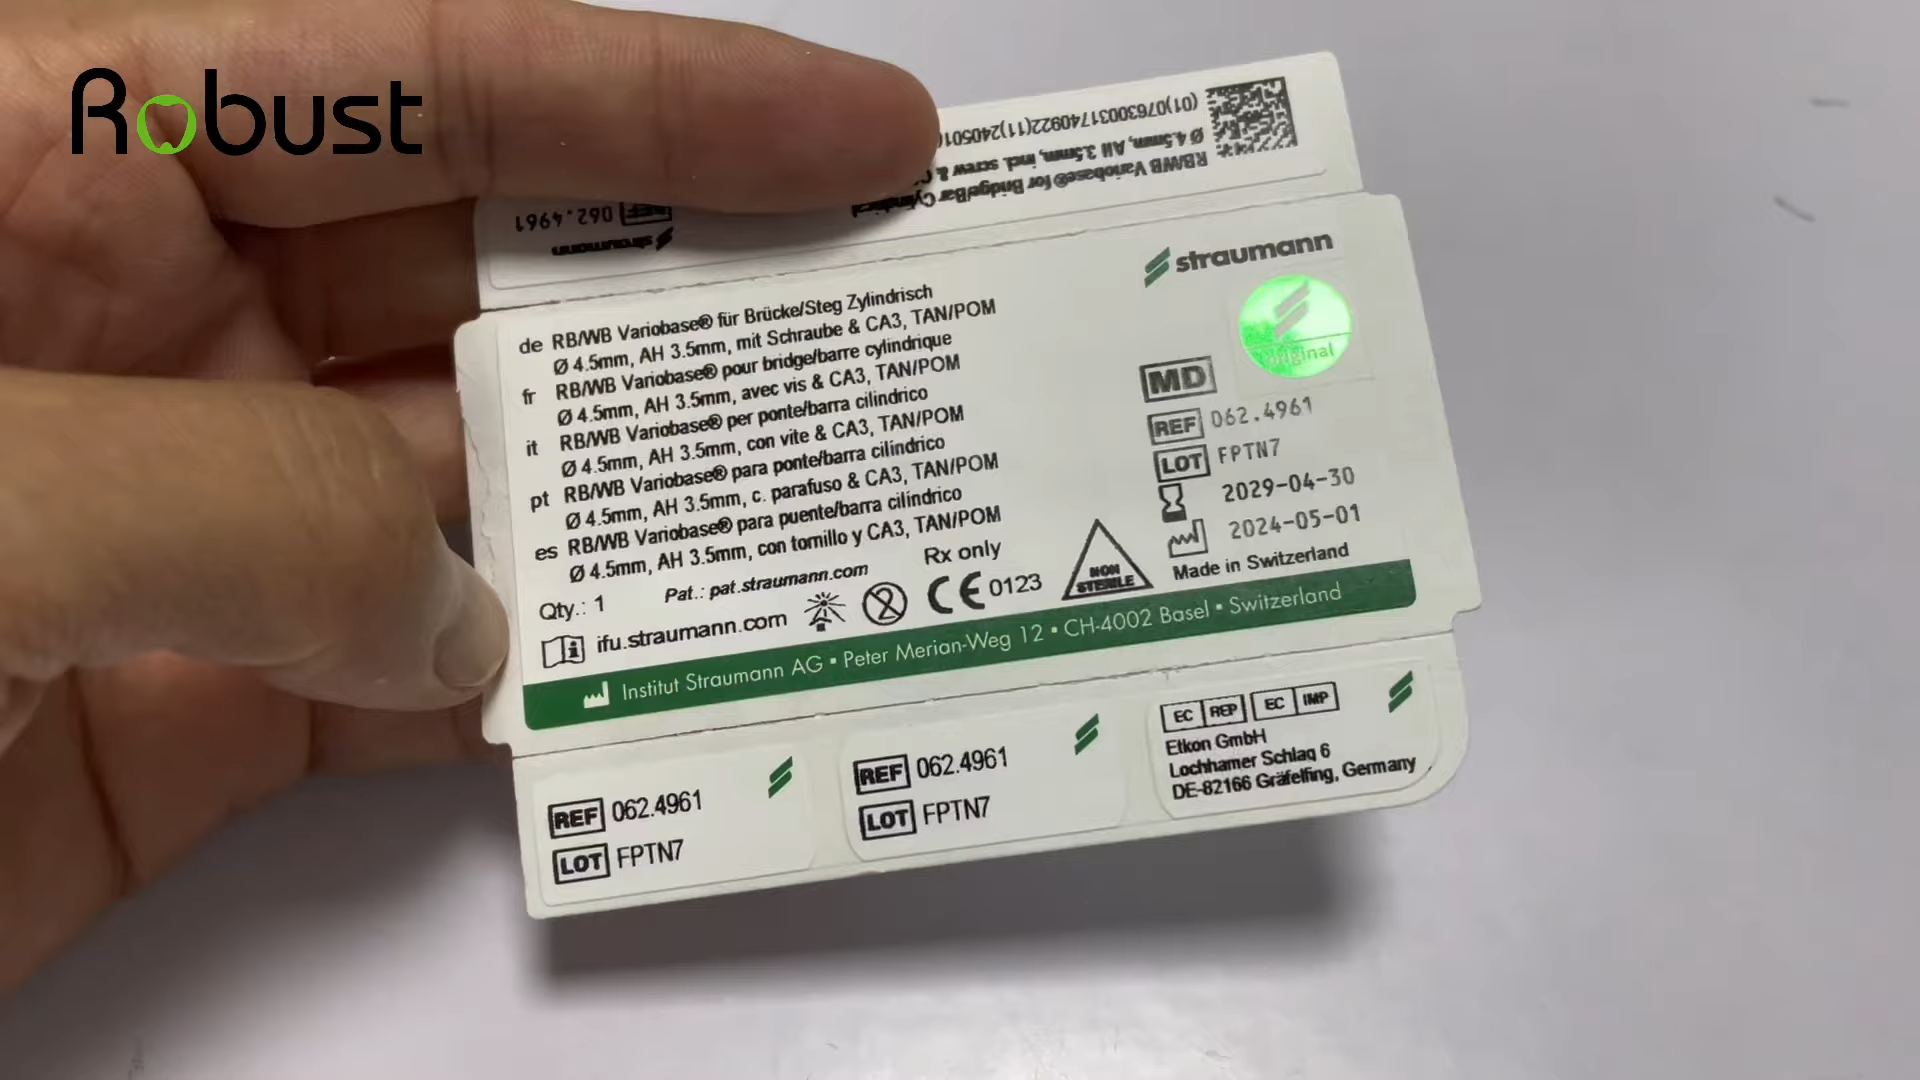 Robust
(01)07630031740922(11)240501(
Ø 4.5mm, AH 3.5mm, incl. screw &
RB/WB Variobase® for Bridge/Bar Cylindrical
REF 062.4961
straumann
straumann
Original
de RB/WB Variobase® für Brücke/Steg Zylindrisch
Ø 4.5mm, AH 3.5mm, mit Schraube & CA3, TAN/POM
fr RB/WB Variobase® pour bridge/barre cylindrique
Ø 4.5mm, AH 3.5mm, avec vis & CA3, TAN/POM
it RB/WB Variobase® per ponte/barra cilindrico
Ø 4.5mm, AH 3.5mm, con vite & CA3, TAN/POM
pt RB/WB Variobase® para ponte/barra cilíndrico
Ø 4.5mm, AH 3.5mm, c. parafuso & CA3, TAN/POM
es RB/WB Variobase® para puente/barra cilíndrico
Ø 4.5mm, AH 3.5mm, con tornillo y CA3, TAN/POM
MD
REF 062.4961
LOT FPTN7
2029-04-30
2024-05-01
Made in Switzerland
Qty.: 1
Pat.: pat.straumann.com
Rx only
ifu.straumann.com
2
CE 0123
NON
STERILE
Institut Straumann AG • Peter Merian-Weg 12 • CH-4002 Basel • Switzerland
REF 062.4961
LOT FPTN7
REF 062.4961
LOT FPTN7
EC REP EC IMP
Etkon GmbH
Lochhamer Schlag 6
DE-82166 Gräfelfing, Germany